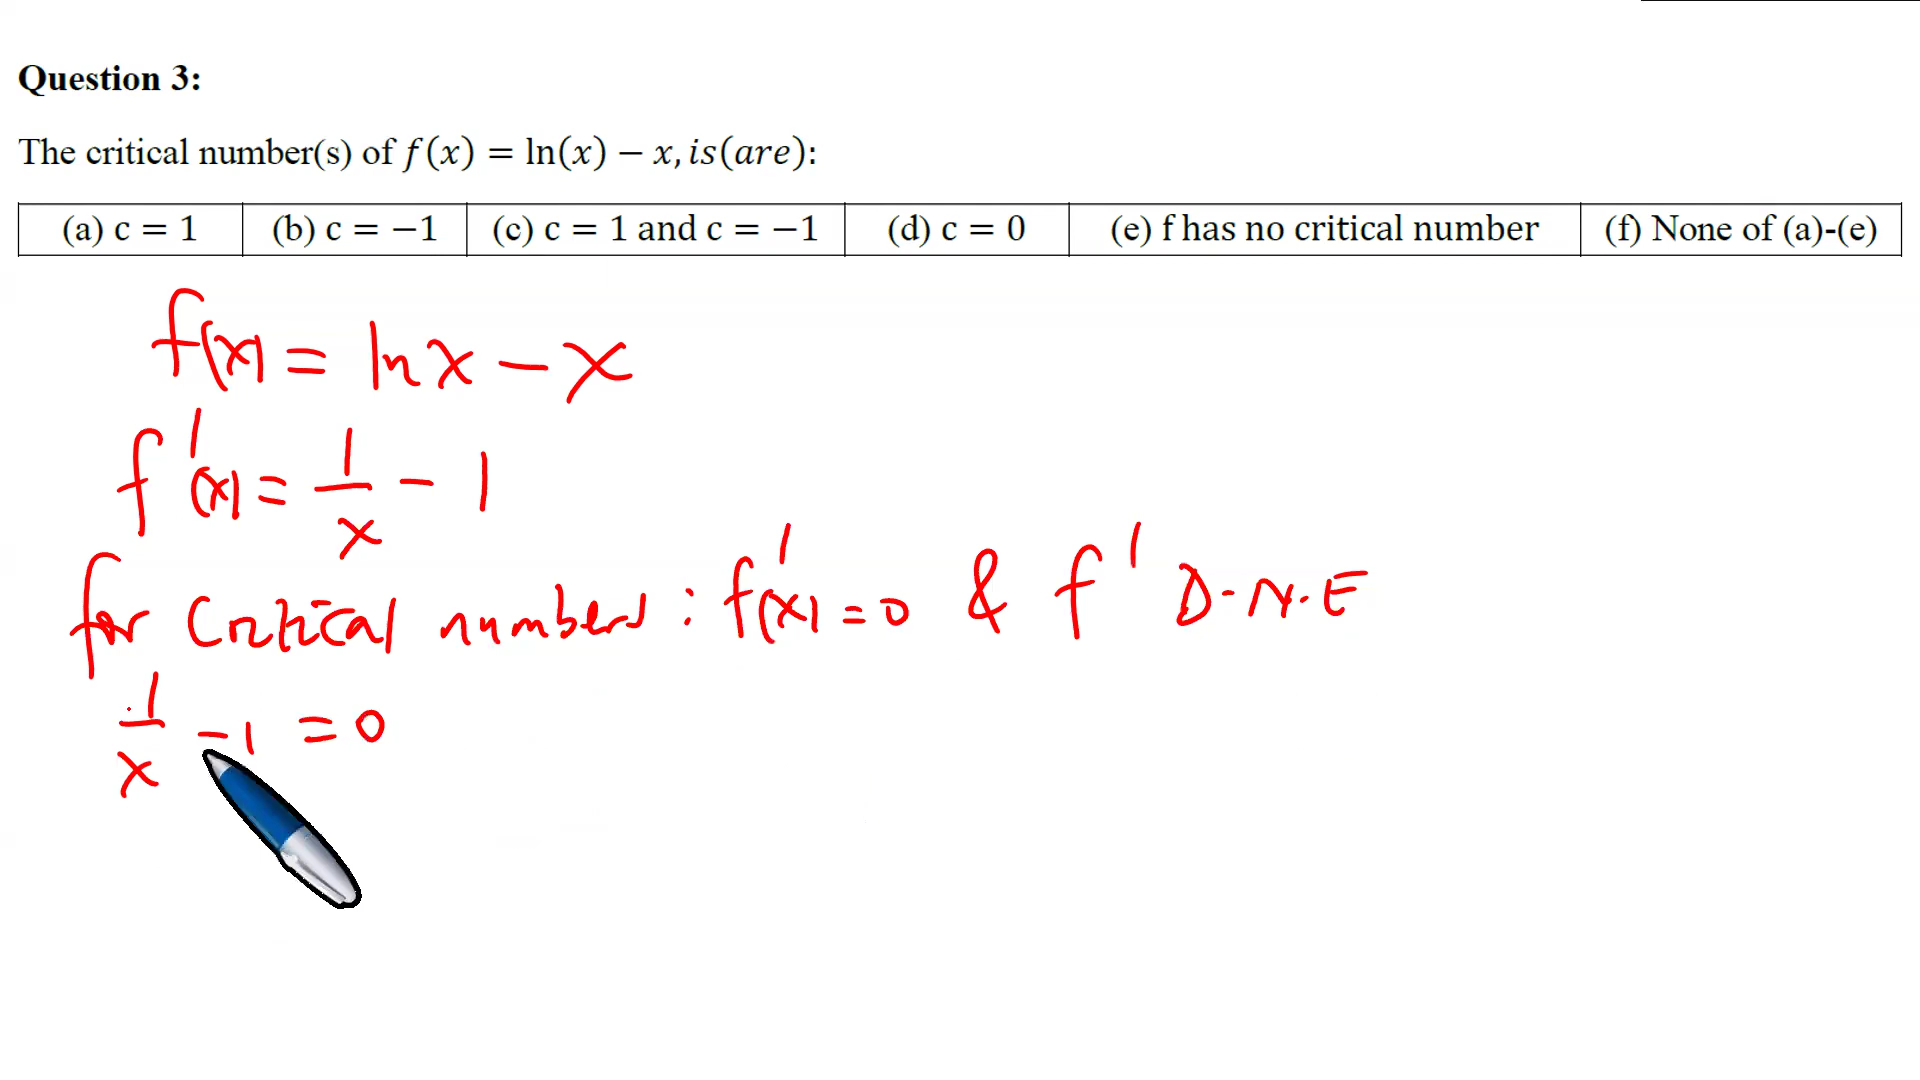 Question 3:
The critical number(s) of f(x) = ln(x) − x, is(are):
(a) c = 1 (b) c = −1 (c) c = 1 and c = −1 (d) c = 0 (e) f has no critical number (f) None of (a)-(e)
f(x) = ln x − x
f'(x) = 1/x − 1
for Critical numbers : f'(x) = 0 & f' D.N.E
1/x − 1 = 0